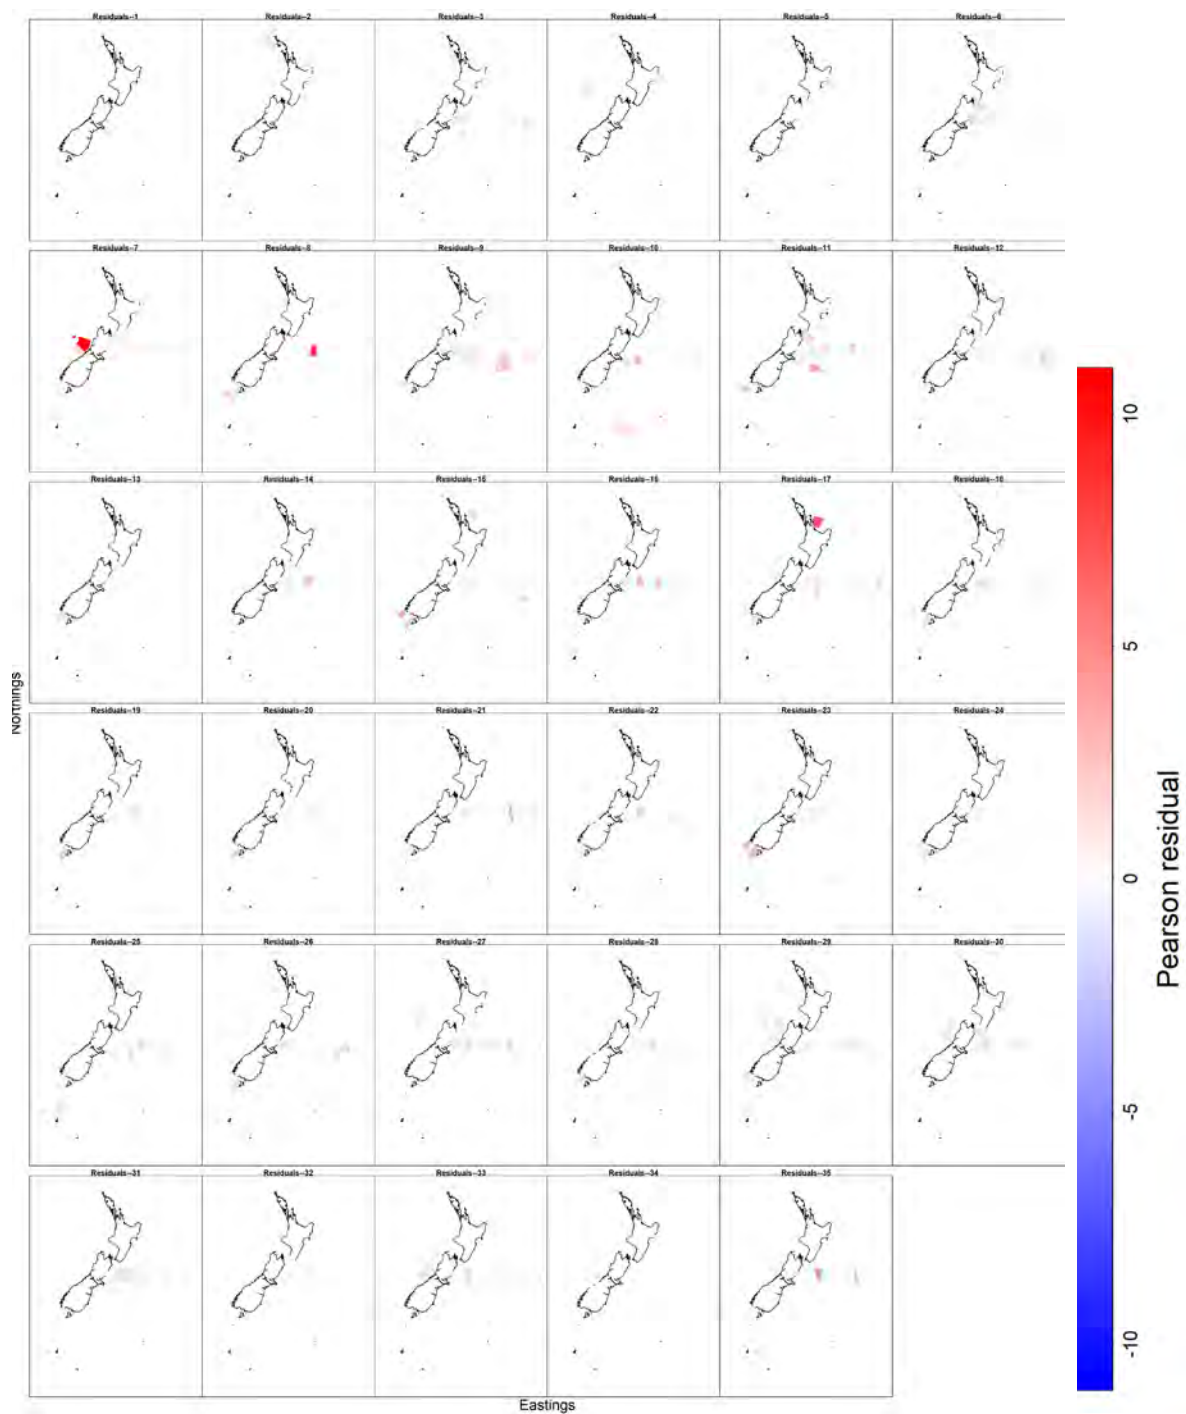 Residuals--1 Residuals--2 Residuals--3 Residuals--4 Residuals--5 Residuals--6
Residuals--7 Residuals--8 Residuals--9 Residuals--10 Residuals--11 Residuals--12
Residuals--13 Residuals--14 Residuals--15 Residuals--16 Residuals--17 Residuals--18
Residuals--19 Residuals--20 Residuals--21 Residuals--22 Residuals--23 Residuals--24
Residuals--25 Residuals--26 Residuals--27 Residuals--28 Residuals--29 Residuals--30
Residuals--31 Residuals--32 Residuals--33 Residuals--34 Residuals--35
Northings
Eastings
10
5
0
-5
-10
Pearson residual